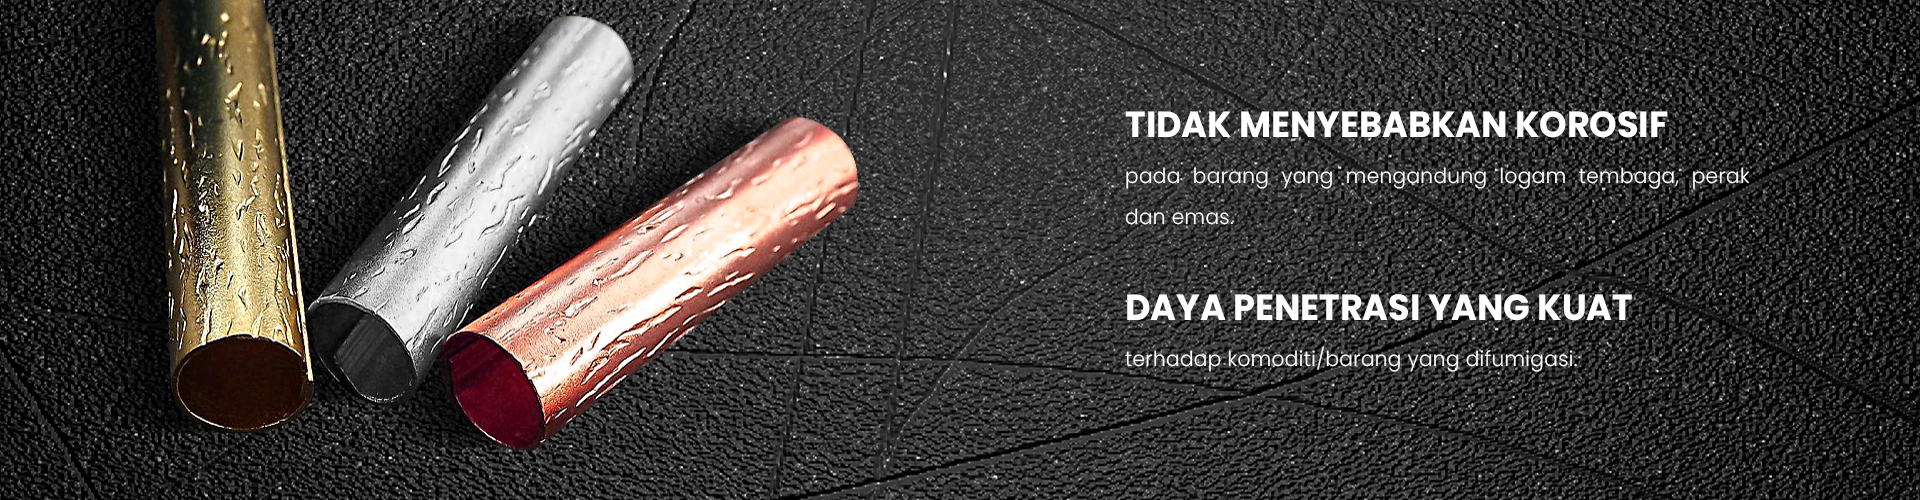 TIDAK MENYEBABKAN KOROSIF
pada barang yang mengandung logam tembaga, perak
dan emas.
DAYA PENETRASI YANG KUAT
terhadap komoditi/barang yang difumigasi.